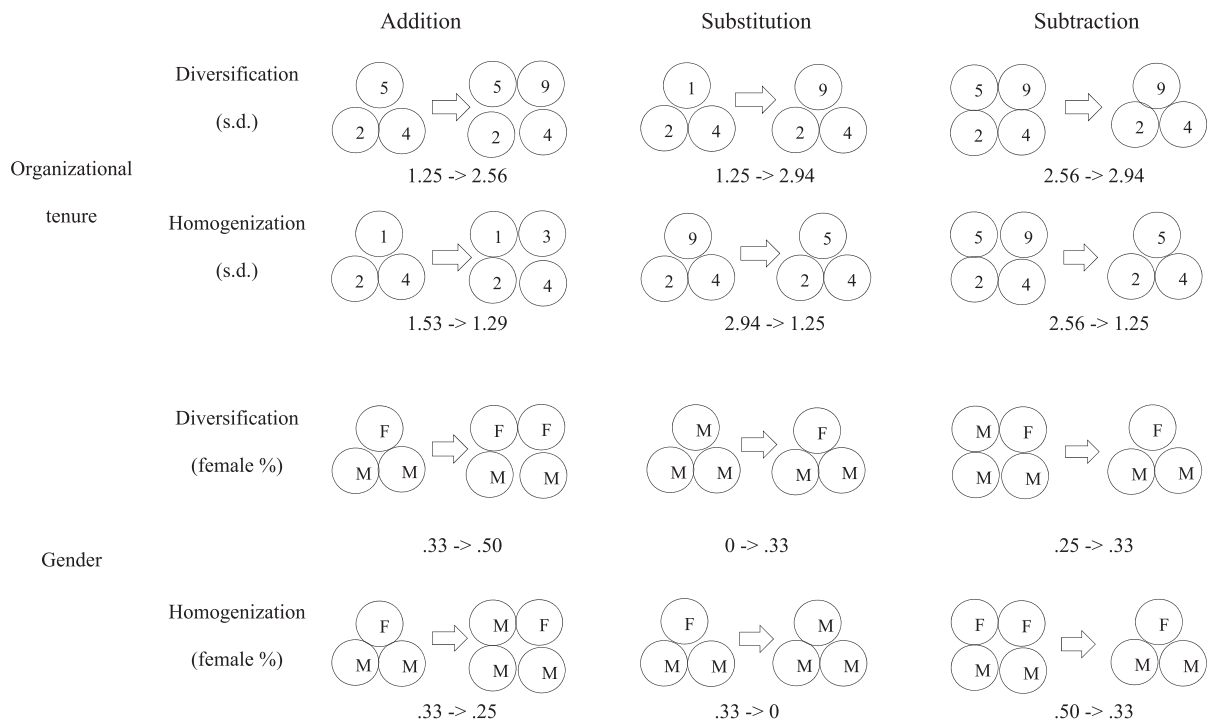 Addition Substitution Subtraction
Diversification
(s.d.)
5 5 9 1 9 5 9 9
2 4 2 4 2 4 2 4 2 4 2 4
1.25 -> 2.56 1.25 -> 2.94 2.56 -> 2.94
Organizational
tenure
Homogenization
(s.d.)
1 1 3 9 5 5 9 5
2 4 2 4 2 4 2 4 2 4 2 4
1.53 -> 1.29 2.94 -> 1.25 2.56 -> 1.25
Diversification
(female %)
F F F M F M F F
M M M M M M M M M M M M
.33 -> .50 0 -> .33 .25 -> .33
Gender
Homogenization
(female %)
F M F F M F F F
M M M M M M M M M M M M
.33 -> .25 .33 -> 0 .50 -> .33